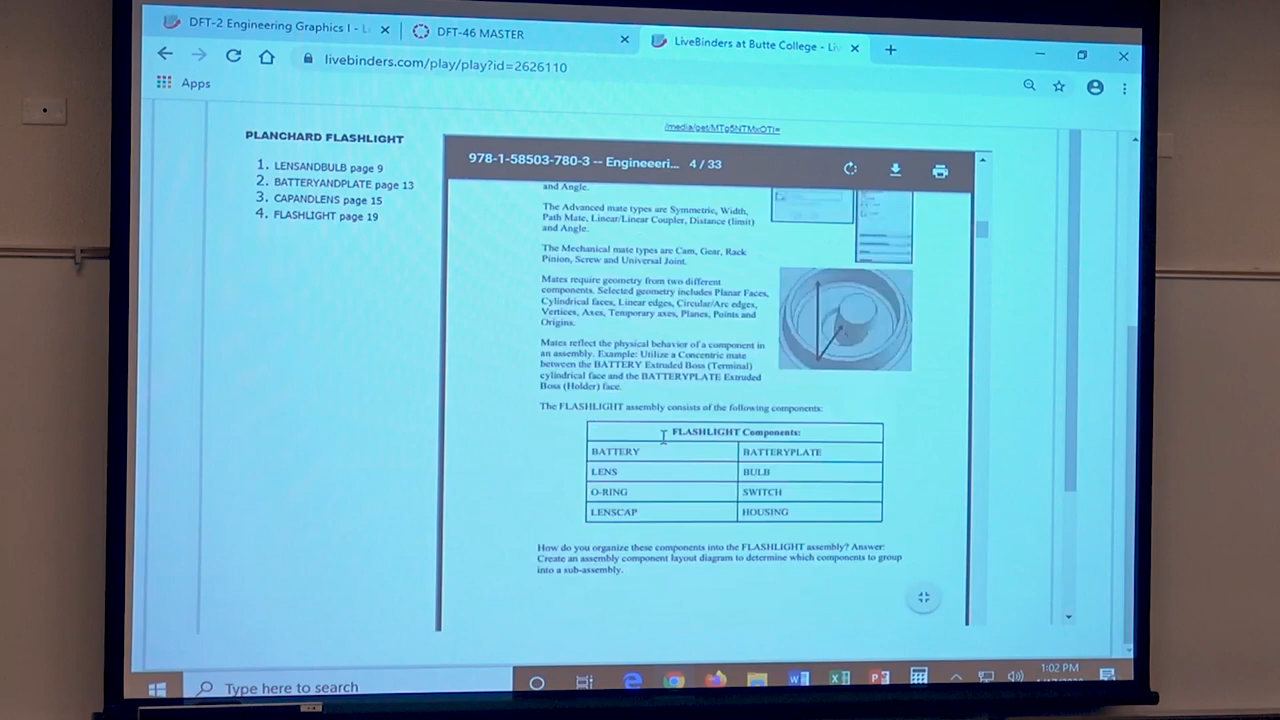 DFT-2 Engineering Graphics I - L
DFT-46 MASTER
LiveBinders at Butte College - Li
livebinders.com/play/play?id=2626110
Apps
PLANCHARD FLASHLIGHT
1. LENSANDBULB page 9
2. BATTERYANDPLATE page 13
3. CAPANDLENS page 15
4. FLASHLIGHT page 19
978-1-58503-780-3 -- Engineeeri... 4 / 33
and Angle.
The Advanced mate types are Symmetric, Width,
Path Mate, Linear/Linear Coupler, Distance (limit)
and Angle.
The Mechanical mate types are Cam, Gear, Rack
Pinion, Screw and Universal Joint.
Mates require geometry from two different
components. Selected geometry includes Planar Faces,
Cylindrical faces, Linear edges, Circular/Arc edges,
Vertices, Axes, Temporary axes, Planes, Points and
Origins.
Mates reflect the physical behavior of a component in
an assembly. Example: Utilize a Concentric mate
between the BATTERY Extruded Boss (Terminal)
cylindrical face and the BATTERYPLATE Extruded
Boss (Holder) face.
The FLASHLIGHT assembly consists of the following components:
FLASHLIGHT Components:
BATTERY BATTERYPLATE
LENS BULB
O-RING SWITCH
LENSCAP HOUSING
How do you organize these components into the FLASHLIGHT assembly? Answer:
Create an assembly component layout diagram to determine which components to group
into a sub-assembly.
Type here to search
1:02 PM